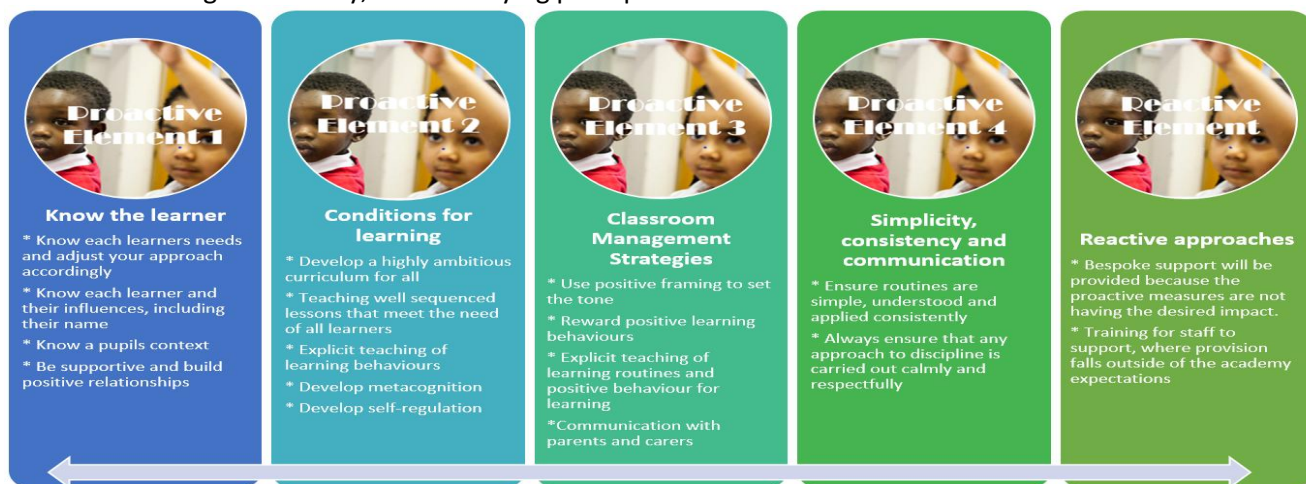 Proactive
Element 1
Know the learner
* Know each learners needs
and adjust your approach
accordingly
* Know each learner and
their influences, including
their name
* Know a pupils context
* Be supportive and build
positive relationships
Proactive
Element 2
Conditions for
learning
* Develop a highly ambitious
curriculum for all
* Teaching well sequenced
lessons that meet the need
of all learners
* Explicit teaching of
learning behaviours
* Develop metacognition
* Develop self-regulation
Proactive
Element 3
Classroom
Management
Strategies
* Use positive framing to set
the tone
* Reward positive learning
behaviours
* Explicit teaching of
learning routines and
positive behaviour for
learning
*Communication with
parents and carers
Proactive
Element 4
Simplicity,
consistency and
communication
* Ensure routines are
simple, understood and
applied consistently
* Always ensure that any
approach to discipline is
carried out calmly and
respectfully
Reactive
Element
Reactive approaches
* Bespoke support will be
provided because the
proactive measures are not
having the desired impact.
* Training for staff to
support, where provision
falls outside of the academy
expectations